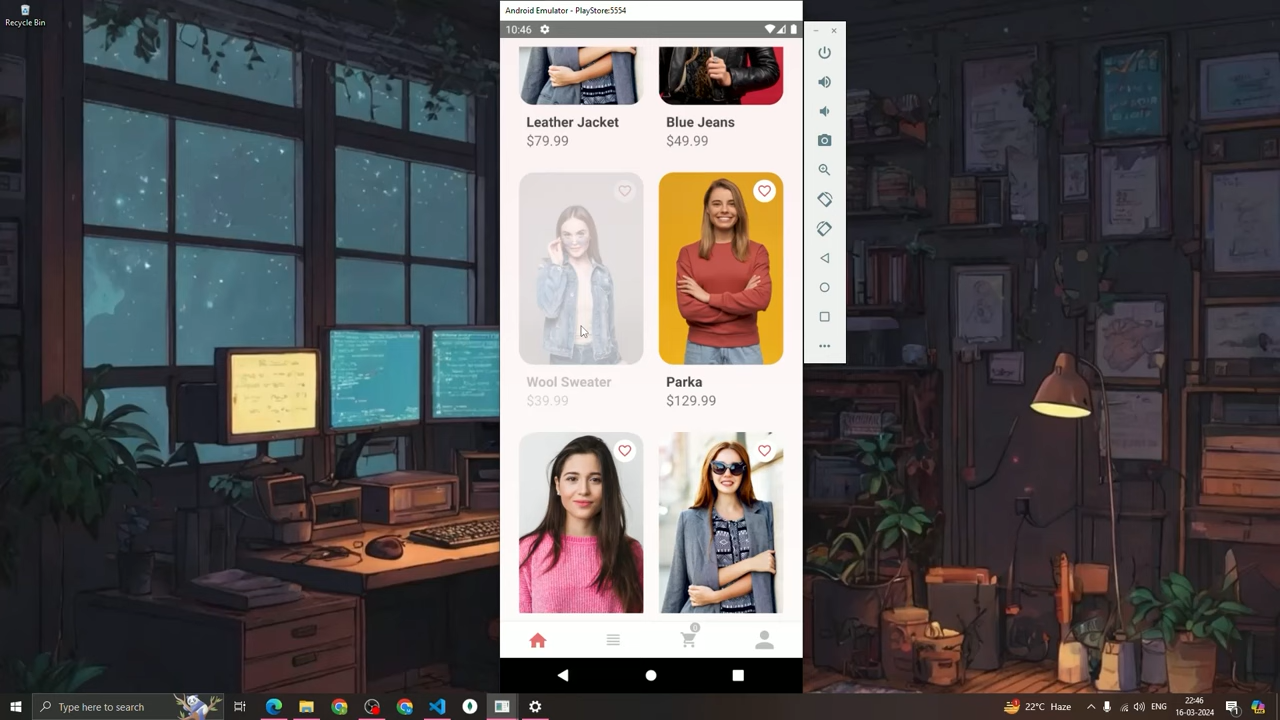 Recycle Bin
Android Emulator - PlayStore:5554
10:46
Leather Jacket
$79.99
Blue Jeans
$49.99
Wool Sweater
$39.99
Parka
$129.99
0
Type here to search
1
22°C Haze
ENG
22:46
16-03-2024